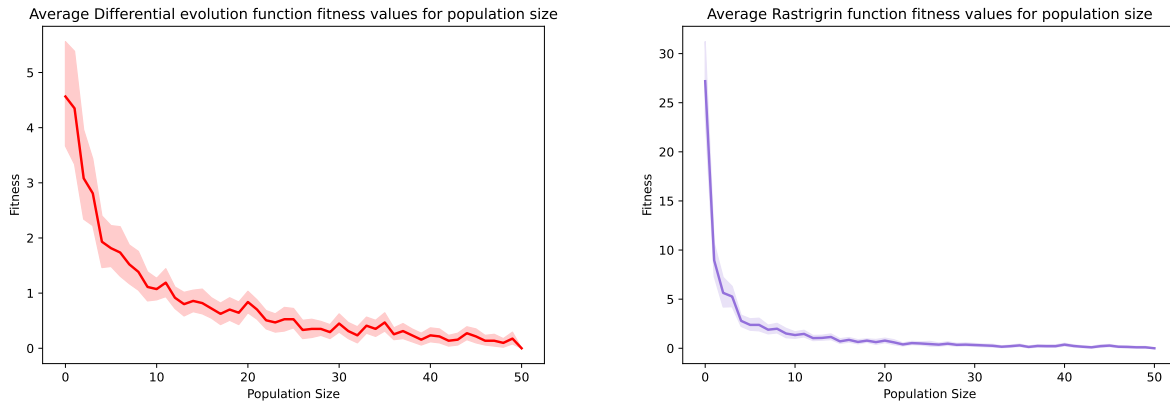 Average Differential evolution function fitness values for population size
Fitness
5
4
3
2
1
0
0 10 20 30 40 50
Population Size
Average Rastrigrin function fitness values for population size
Fitness
30
25
20
15
10
5
0
0 10 20 30 40 50
Population Size